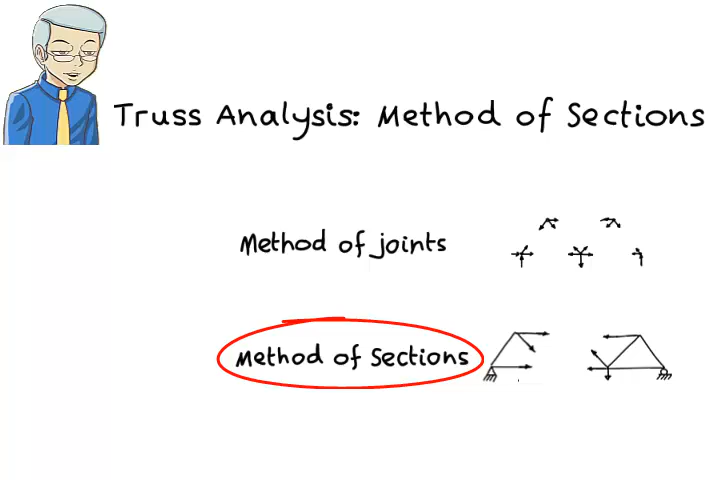 Truss Analysis: Method of Sections
Method of joints
Method of Sections